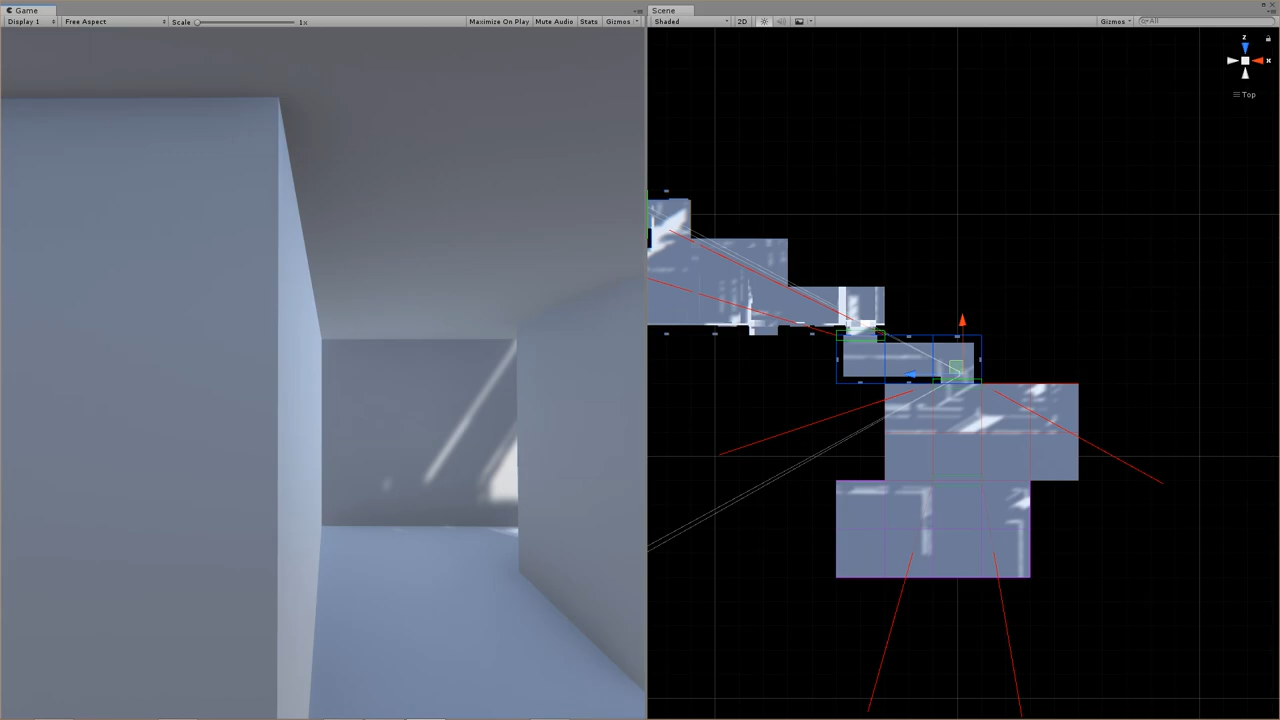 Game
Display 1 Free Aspect Scale 1x Maximize On Play Mute Audio Stats Gizmos
Scene
Shaded 2D Gizmos All
z
x
Top